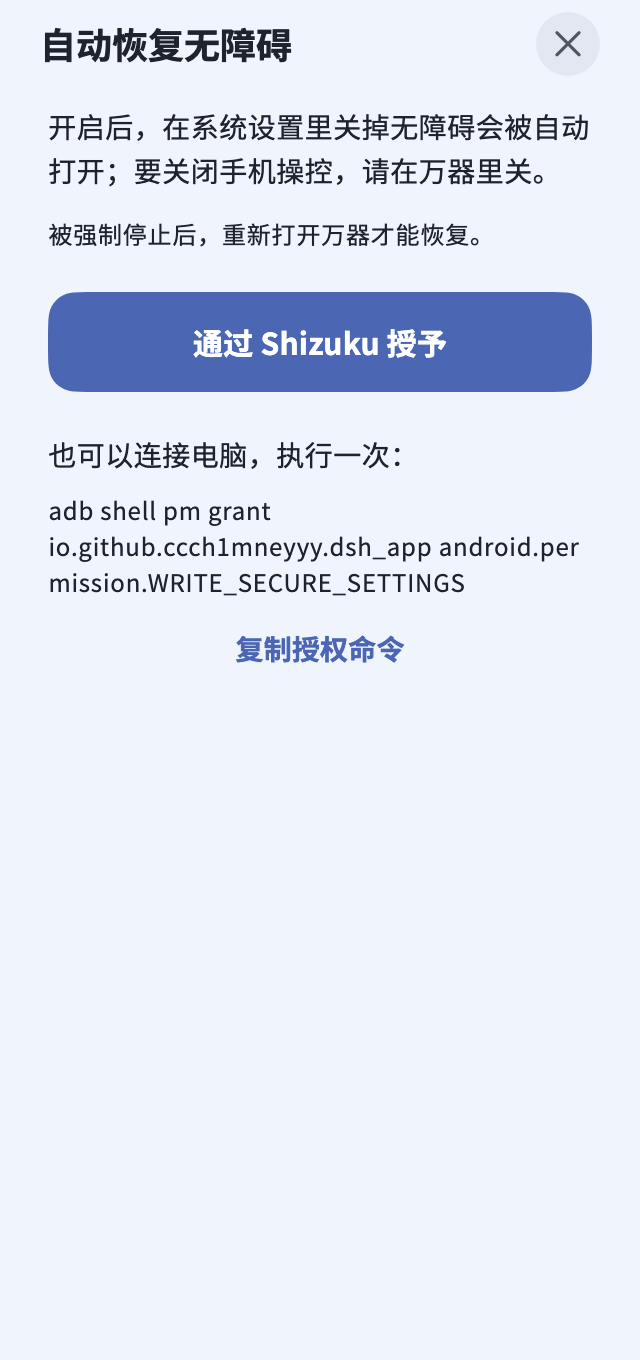 自动恢复无障碍
开启后，在系统设置里关掉无障碍会被自动
打开；要关闭手机操控，请在万器里关。
被强制停止后，重新打开万器才能恢复。
通过 Shizuku 授予
也可以连接电脑，执行一次：
adb shell pm grant
io.github.ccch1mneyyy.dsh_app android.per
mission.WRITE_SECURE_SETTINGS
复制授权命令